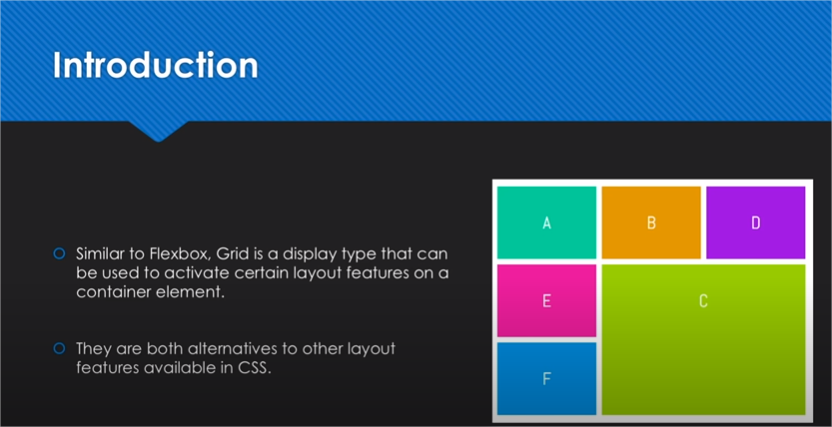 Introduction
Similar to Flexbox, Grid is a display type that can
be used to activate certain layout features on a
container element.
They are both alternatives to other layout
features available in CSS.
A
B
D
E
C
F